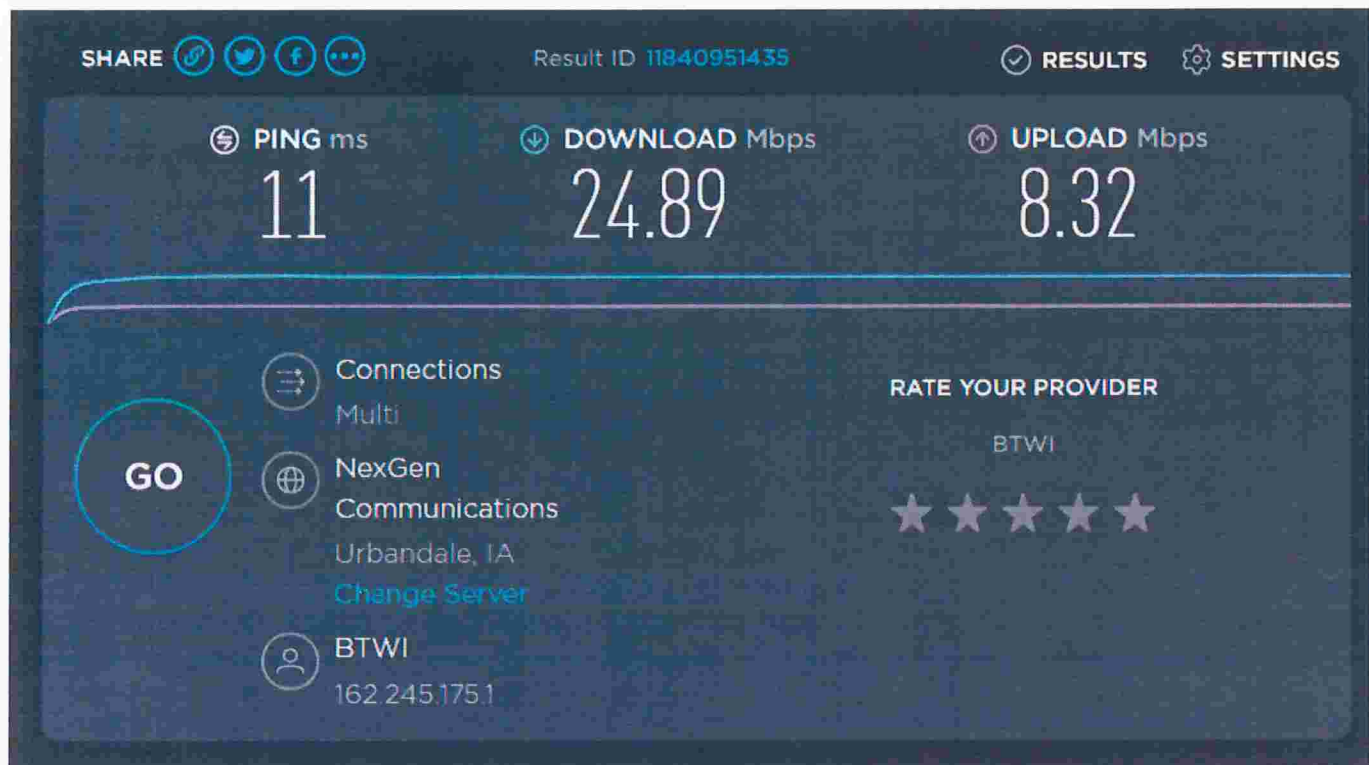 SHARE Result ID 11840951435 RESULTS SETTINGS
PING ms DOWNLOAD Mbps UPLOAD Mbps
11 24.89 8.32
Connections
Multi
GO
NexGen
Communications
Urbandale, IA
Change Server
BTWI
162.245.175.1
RATE YOUR PROVIDER
BTWI